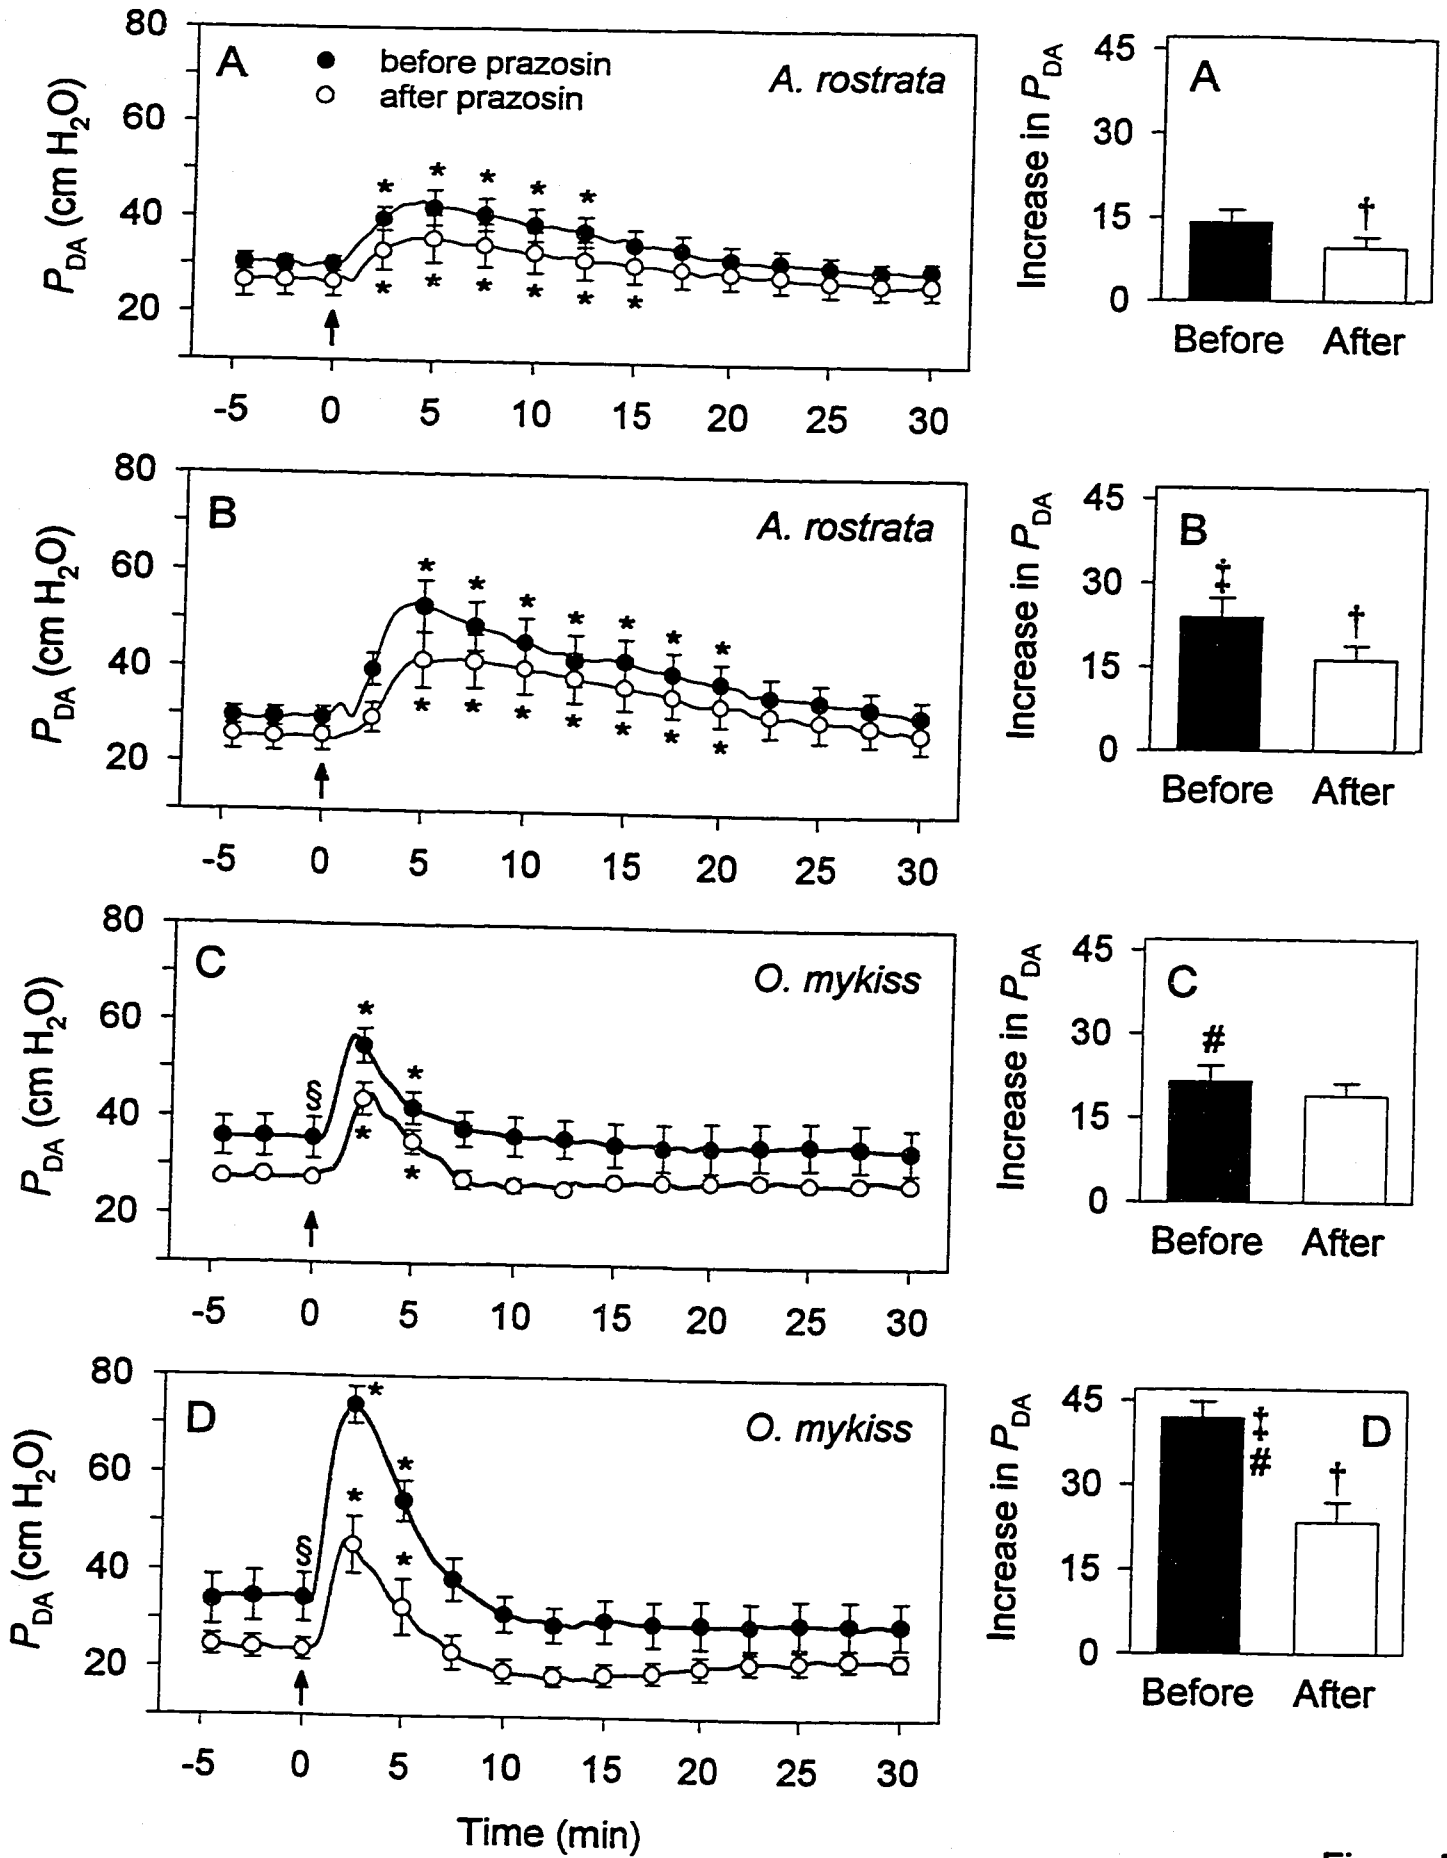 80
60
40
20
P_DA (cm H2O)
A
● before prazosin
○ after prazosin
A. rostrata
* * * * *
* * * * * *
-5 0 5 10 15 20 25 30
45
30
15
0
Increase in P_DA
A
†
Before After
80
60
40
20
P_DA (cm H2O)
B
A. rostrata
* * * * * * *
* * * * * * *
-5 0 5 10 15 20 25 30
45
30
15
0
Increase in P_DA
B
‡ †
Before After
80
60
40
20
P_DA (cm H2O)
C
O. mykiss
§ * *
* *
-5 0 5 10 15 20 25 30
45
30
15
0
Increase in P_DA
C
#
Before After
80
60
40
20
P_DA (cm H2O)
D
O. mykiss
§ * *
* *
-5 0 5 10 15 20 25 30
Time (min)
45
30
15
0
Increase in P_DA
D
‡
# †
Before After